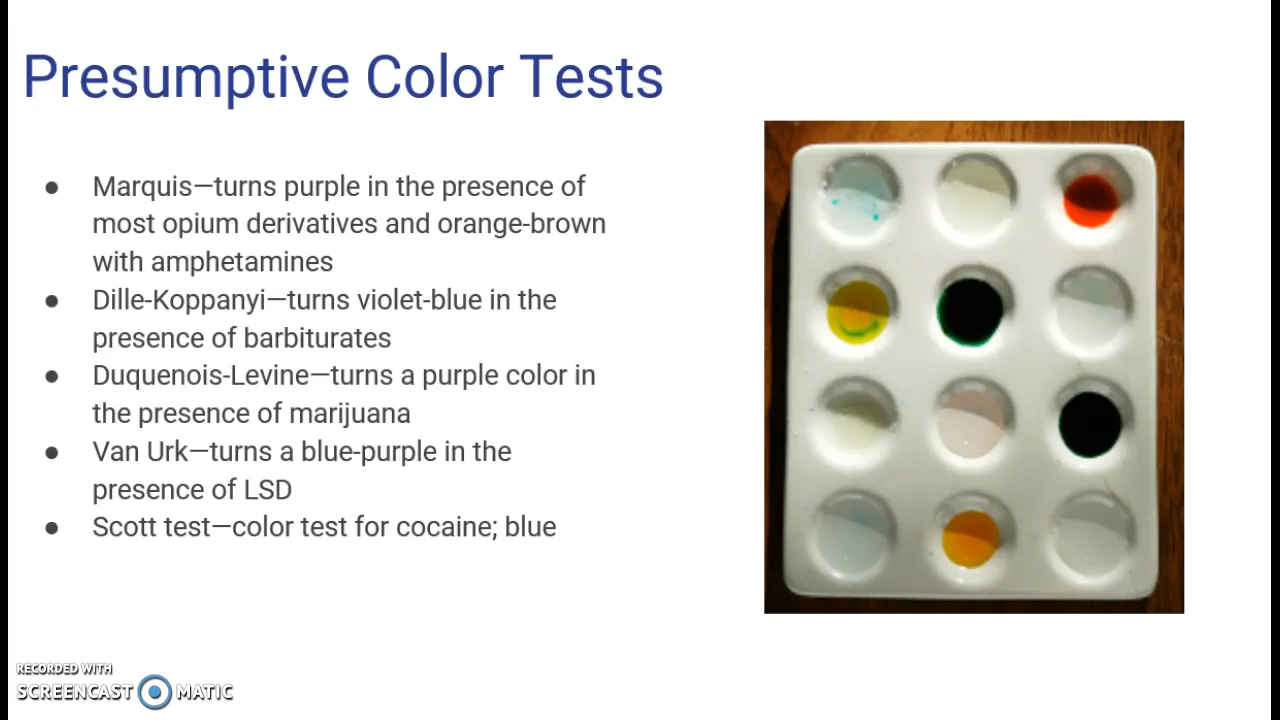 Presumptive Color Tests
● Marquis—turns purple in the presence of
most opium derivatives and orange-brown
with amphetamines
● Dille-Koppanyi—turns violet-blue in the
presence of barbiturates
● Duquenois-Levine—turns a purple color in
the presence of marijuana
● Van Urk—turns a blue-purple in the
presence of LSD
● Scott test—color test for cocaine; blue
RECORDED WITH
SCREENCAST MATIC